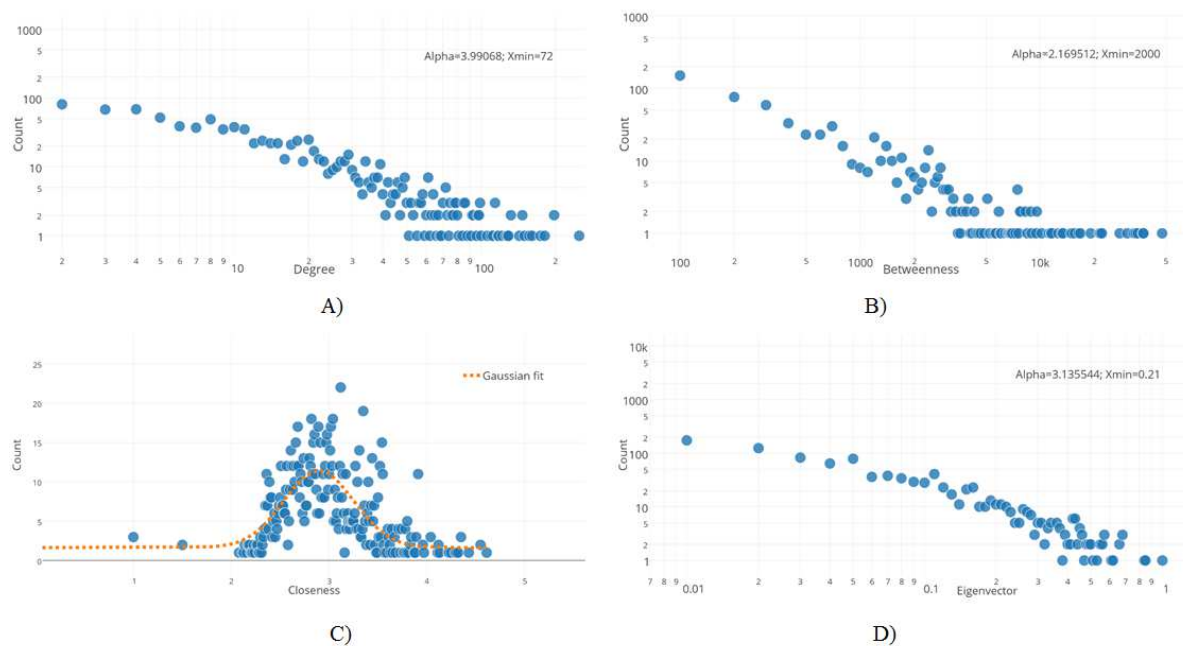 1000
5
2
100
5
2
10
5
2
1
Count
Alpha=3.99068; Xmin=72
2 3 4 5 6 7 8 9 10 2 3 4 5 6 7 8 9 100 2
Degree
A)
1000
5
2
100
5
2
10
5
2
1
Count
Alpha=2.169512; Xmin=2000
100 2 5 1000 2 5 10k 2 5
Betweenness
B)
25
20
15
10
5
0
Count
Gaussian fit
1 2 3 4 5
Closeness
C)
10k
5
2
1000
5
2
100
5
2
10
5
2
1
Count
Alpha=3.135544; Xmin=0.21
7 8 9 0.01 2 3 4 5 6 7 8 9 0.1 2 3 4 5 6 7 8 9 1
Eigenvector
D)